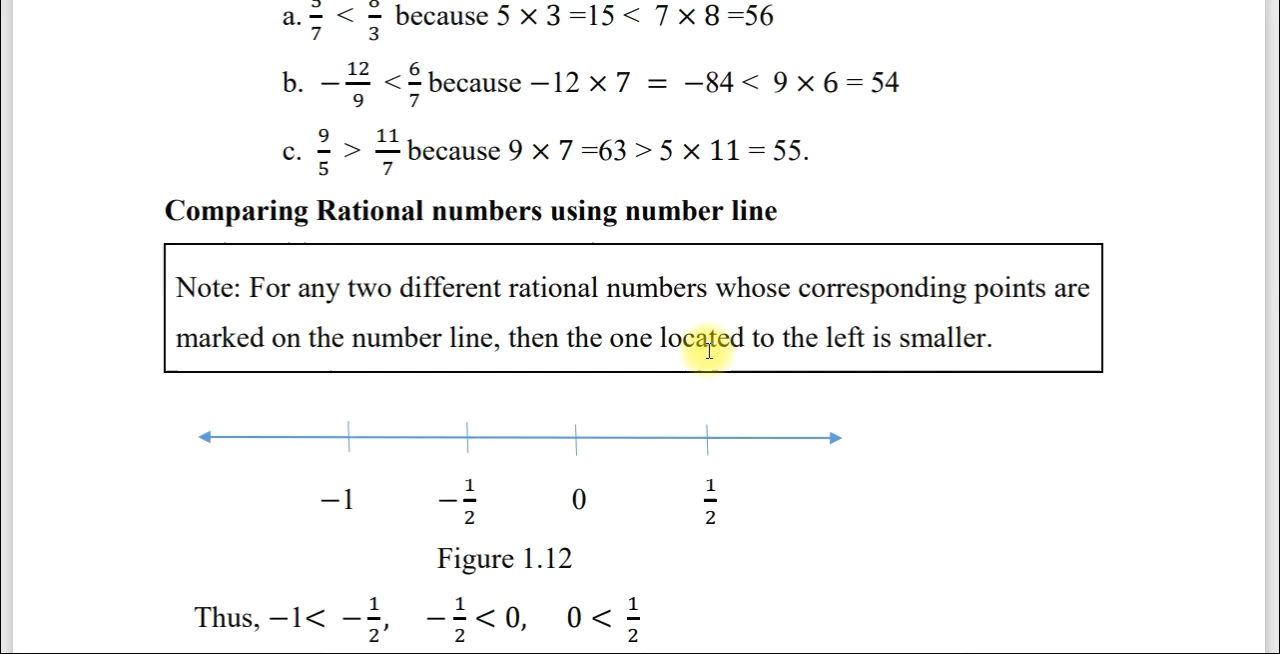 a. 5/7 < 8/3 because 5 × 3 =15 < 7 × 8 =56
b. −12/9 < 6/7 because −12 × 7 = −84 < 9 × 6 = 54
c. 9/5 > 11/7 because 9 × 7 =63 > 5 × 11 = 55.
Comparing Rational numbers using number line
Note: For any two different rational numbers whose corresponding points are
marked on the number line, then the one located to the left is smaller.
−1 −1/2 0 1/2
Figure 1.12
Thus, −1< −1/2, −1/2 < 0, 0 < 1/2